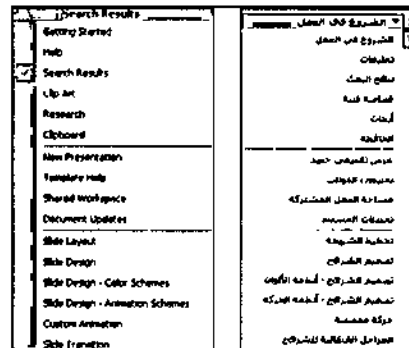 Search Results
Getting Started
Help
Search Results
Clip Art
Research
Clipboard
New Presentation
Template Help
Shared Workspace
Document Updates
Slide Layout
Slide Design
Slide Design - Color Schemes
Slide Design - Animation Schemes
Custom Animation
Slide Transition
الشروع في العمل
الشروع في العمل
تعليمات
نتائج البحث
قصاصة فنية
أبحاث
الحافظة
عرض تقديمي جديد
تعليمات القوالب
مساحة العمل المشتركة
تحديثات المستند
تخطيط الشريحة
تصميم الشرائح
تصميم الشرائح - أنظمة الألوان
تصميم الشرائح - أنظمة الحركة
حركة مخصصة
المراحل الانتقالية للشرائح